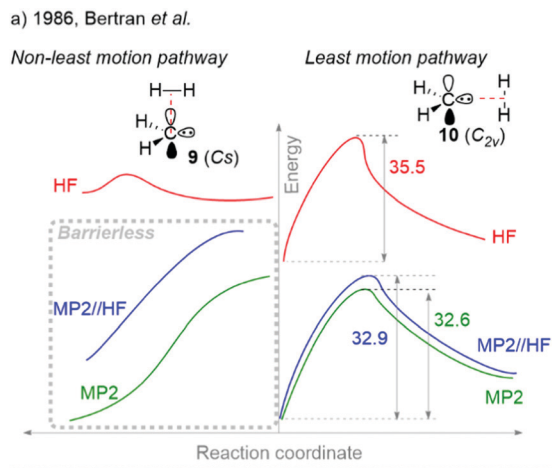 a) 1986, Bertran et al.
Non-least motion pathway
Least motion pathway
H—H
H
C
H
9 (Cs)
H
C
H
H
H
10 (C2v)
Energy
HF
35.5
HF
Barrierless
MP2//HF
MP2
32.9
32.6
MP2//HF
MP2
Reaction coordinate